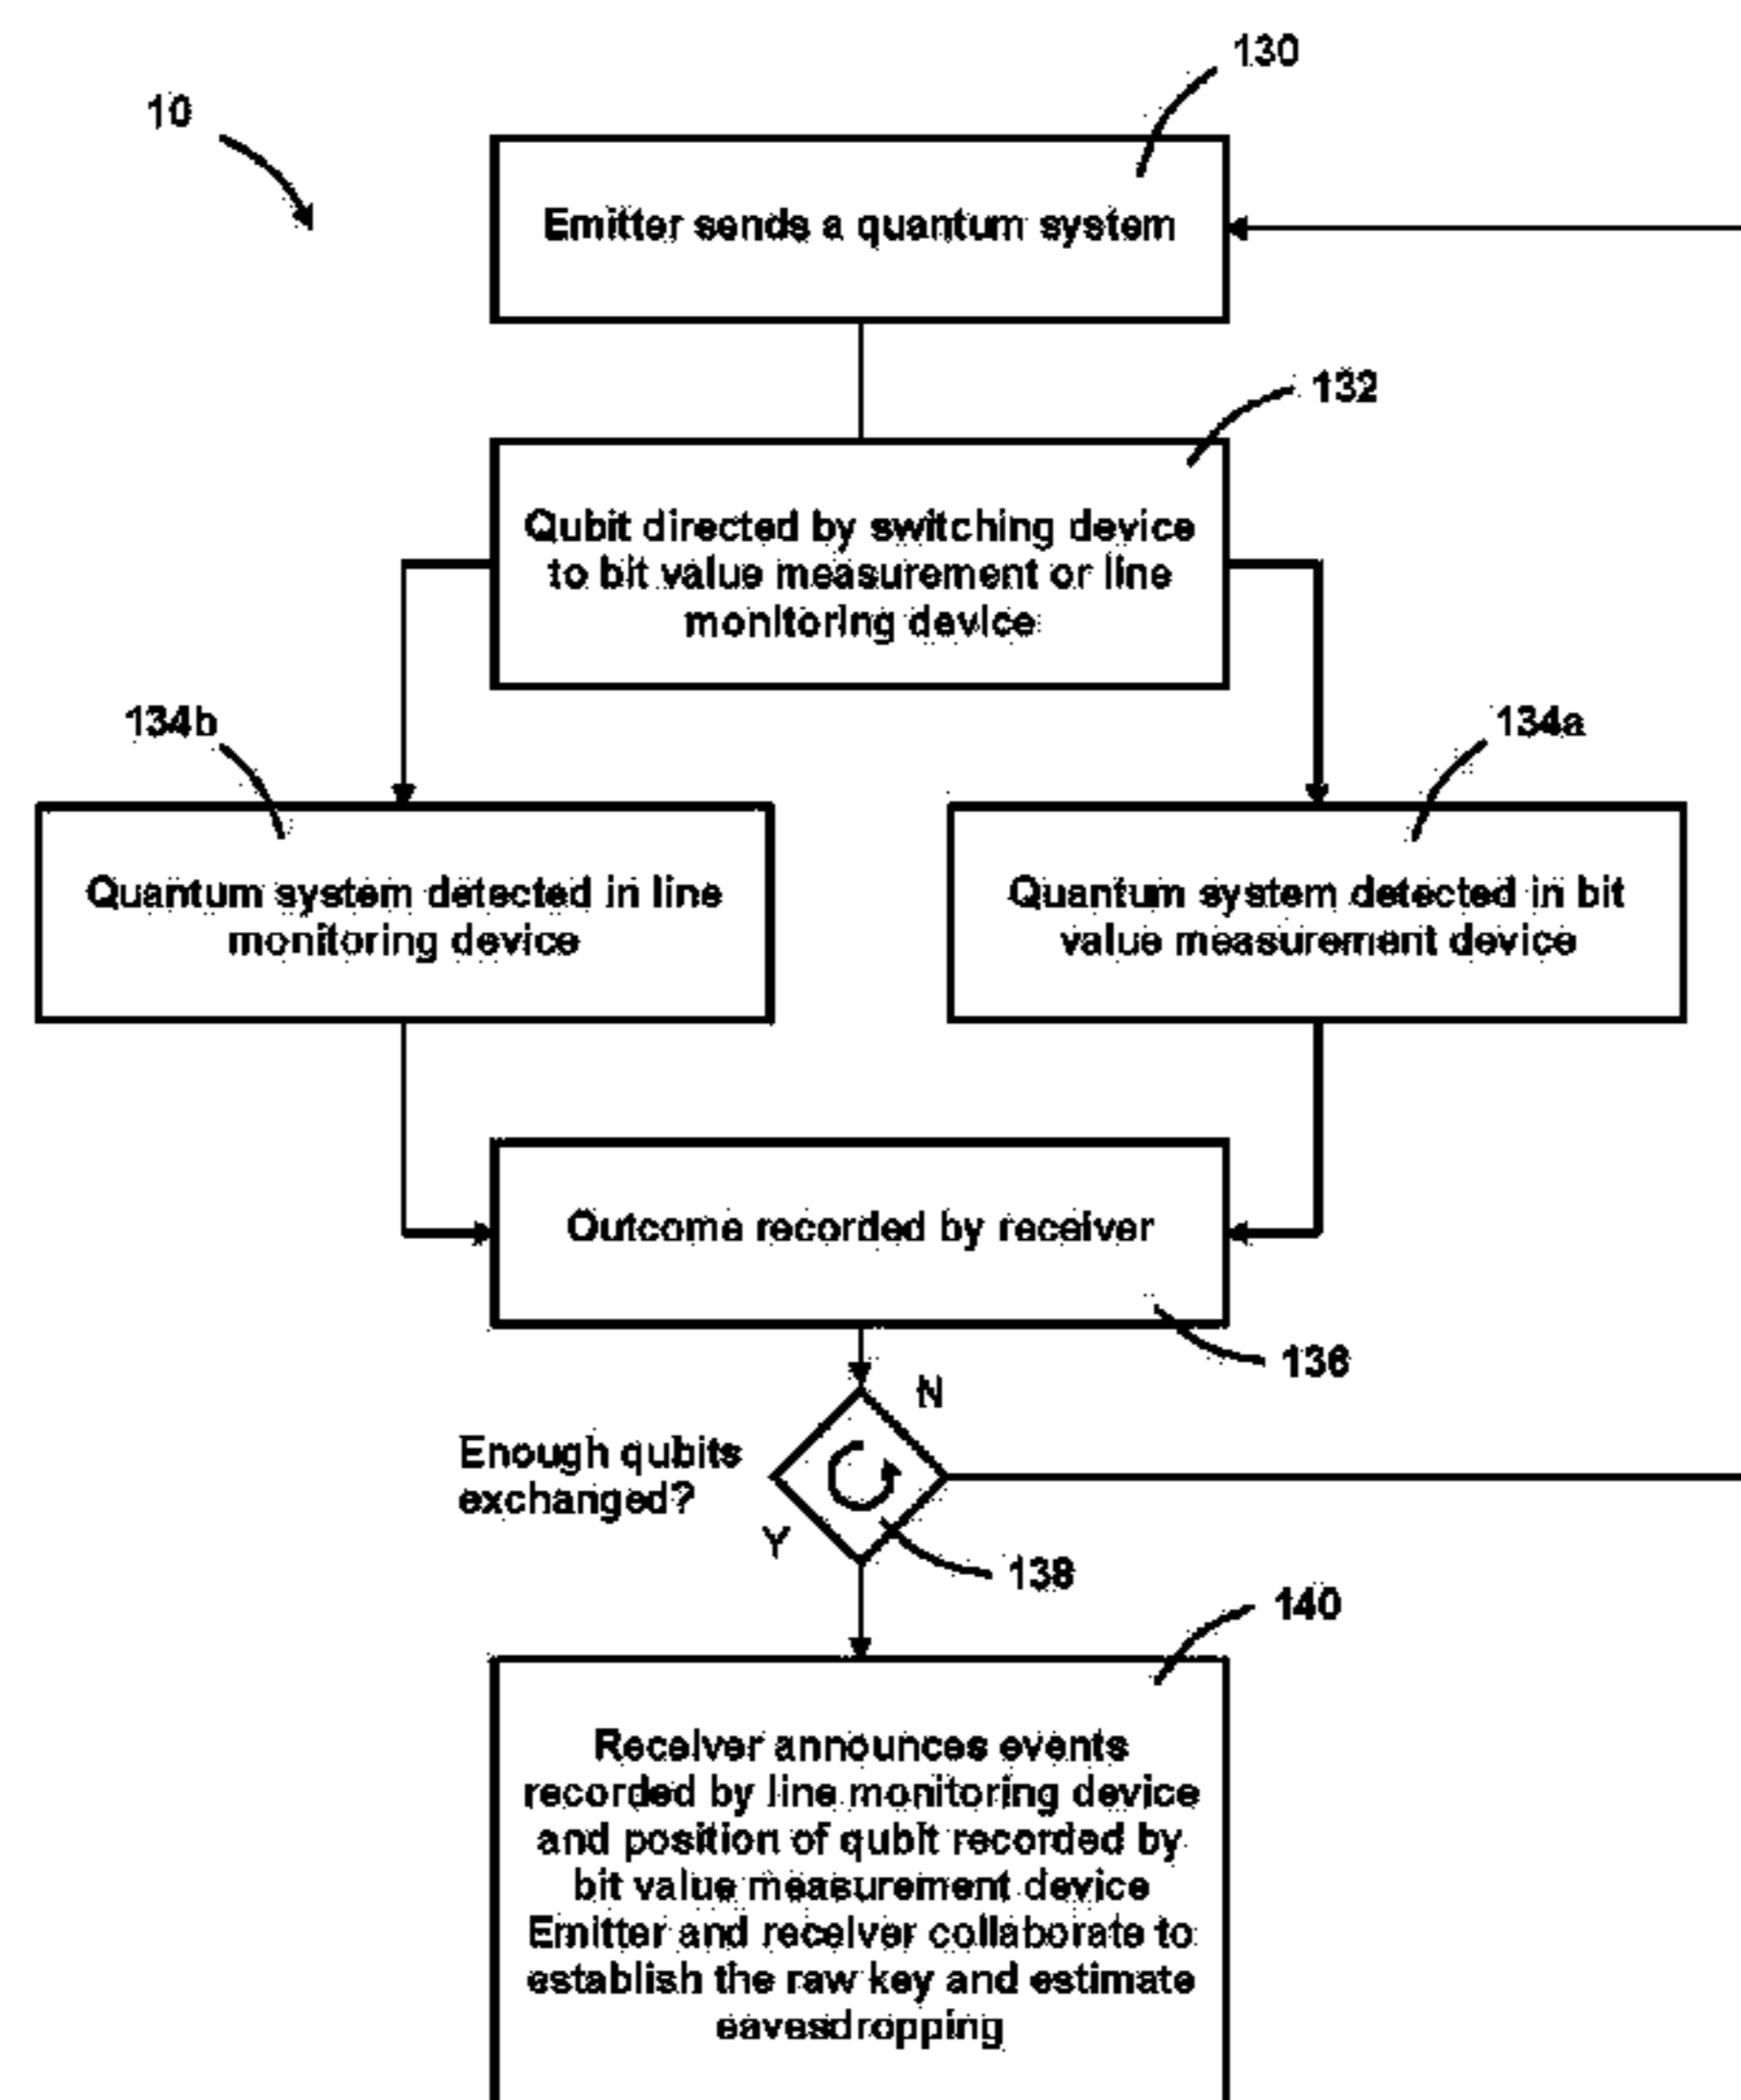 130
10
Emitter sends a quantum system
132
Qubit directed by switching device
to bit value measurement or line
monitoring device
134b
134a
Quantum system detected in line
monitoring device
Quantum system detected in bit
value measurement device
Outcome recorded by receiver
136
N
Enough qubits
exchanged?
Y
138
140
Receiver announces events
recorded by line monitoring device
and position of qubit recorded by
bit value measurement device
Emitter and receiver collaborate to
establish the raw key and estimate
eavesdropping